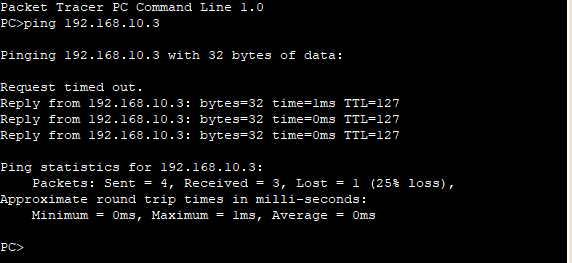 Packet Tracer PC Command Line 1.0
PC>ping 192.168.10.3
Pinging 192.168.10.3 with 32 bytes of data:
Request timed out.
Reply from 192.168.10.3: bytes=32 time=1ms TTL=127
Reply from 192.168.10.3: bytes=32 time=0ms TTL=127
Reply from 192.168.10.3: bytes=32 time=0ms TTL=127
Ping statistics for 192.168.10.3:
Packets: Sent = 4, Received = 3, Lost = 1 (25% loss),
Approximate round trip times in milli-seconds:
Minimum = 0ms, Maximum = 1ms, Average = 0ms
PC>